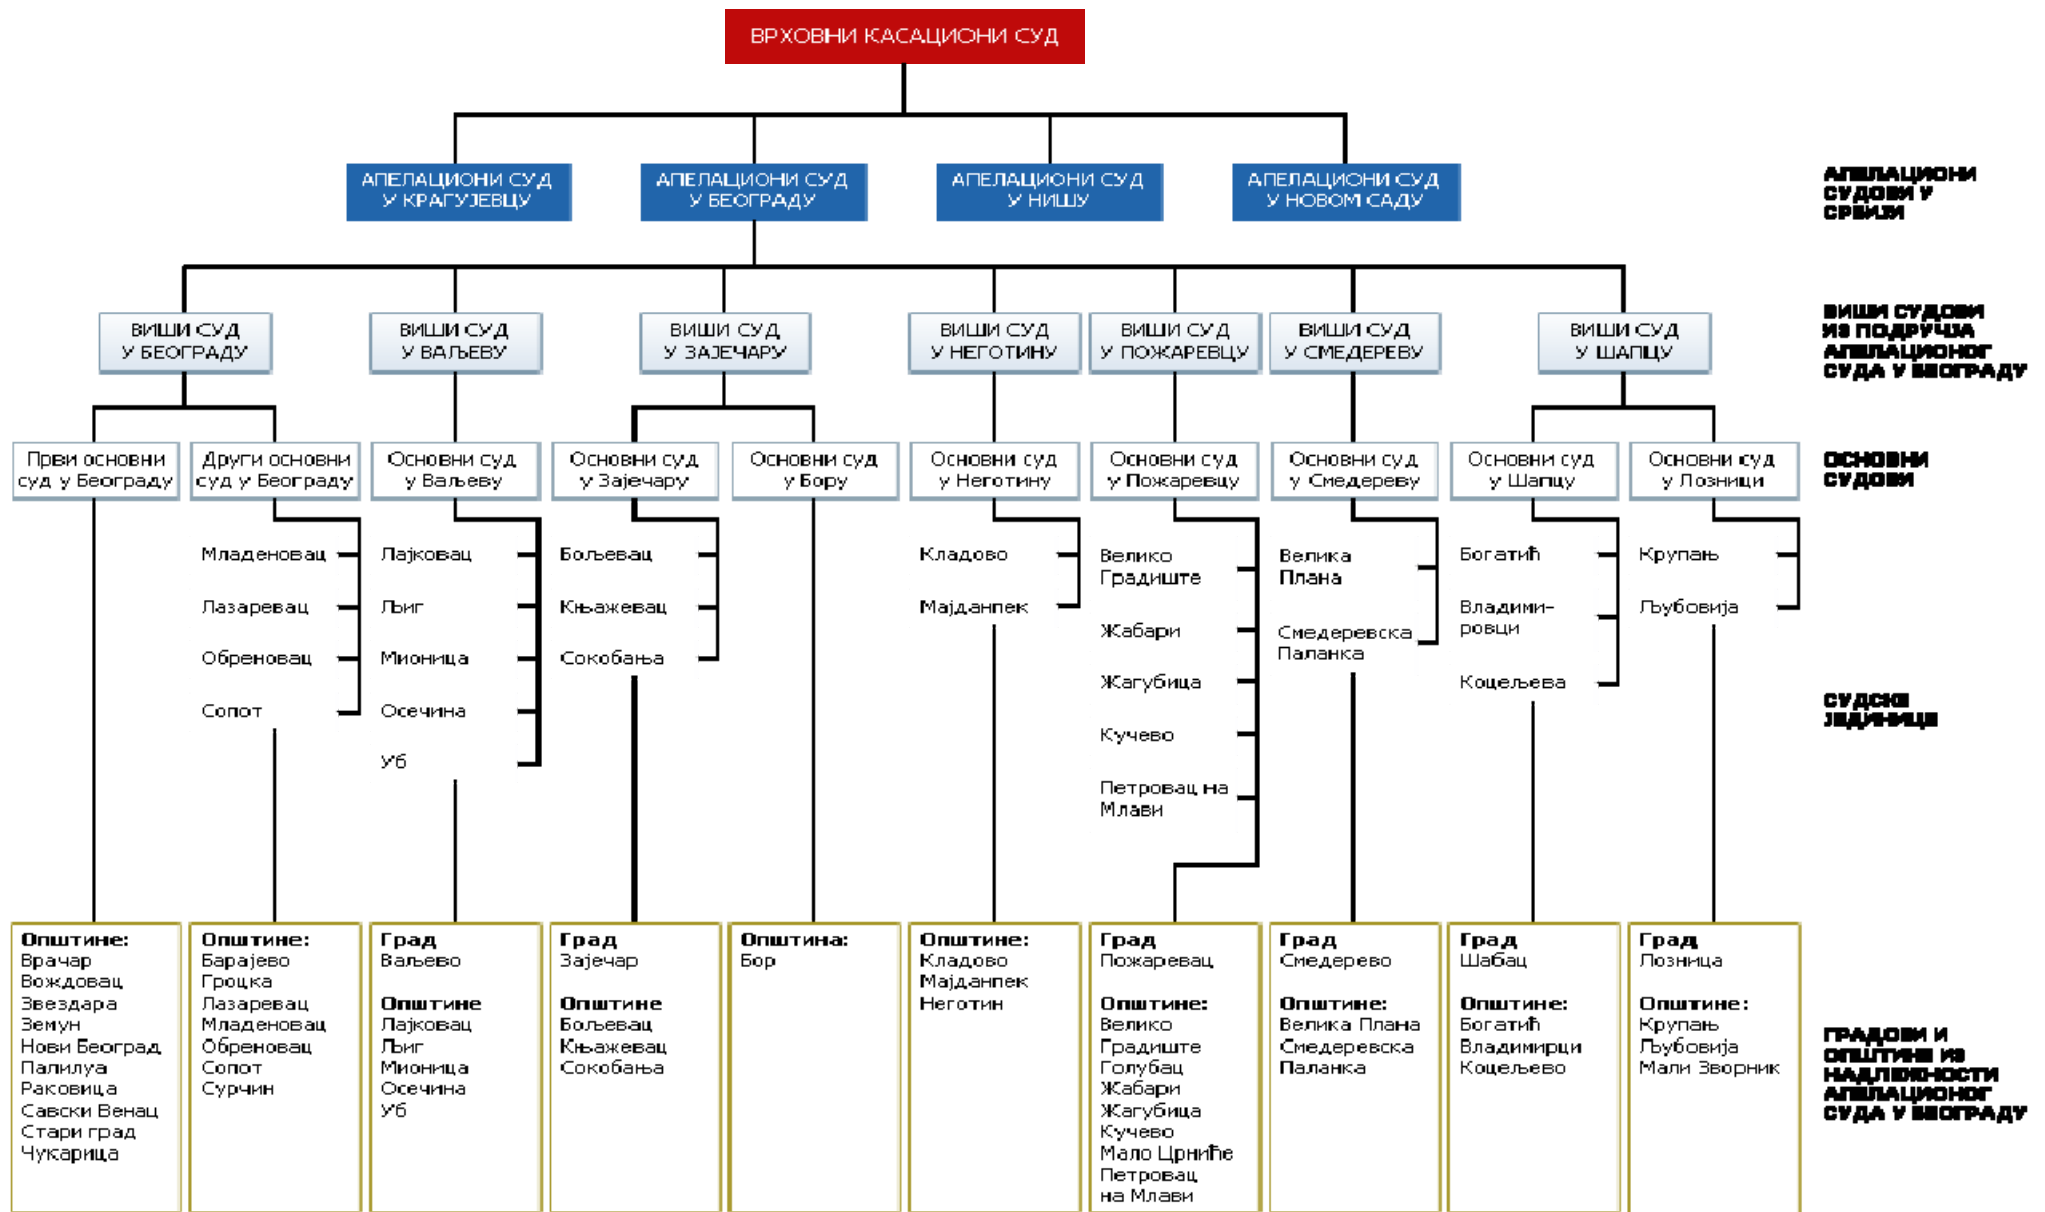 ВРХОВНИ КАСАЦИОНИ СУД
АПЕЛАЦИОНИ СУД
У КРАГУЈЕВЦУ
АПЕЛАЦИОНИ СУД
У БЕОГРАДУ
АПЕЛАЦИОНИ СУД
У НИШУ
АПЕЛАЦИОНИ СУД
У НОВОМ САДУ
АПЕЛАЦИОНИ
СУДОВИ У
СРБИЈИ
ВИШИ СУД
У БЕОГРАДУ
ВИШИ СУД
У ВАЉЕВУ
ВИШИ СУД
У ЗАЈЕЧАРУ
ВИШИ СУД
У НЕГОТИНУ
ВИШИ СУД
У ПОЖАРЕВЦУ
ВИШИ СУД
У СМЕДЕРЕВУ
ВИШИ СУД
У ШАПЦУ
ВИШИ СУДОВИ
ИЗ ПОДРУЧЈА
АПЕЛАЦИОНОГ
СУДА У БЕОГРАДУ
Први основни
суд у Београду
Други основни
суд у Београду
Основни суд
у Ваљеву
Основни суд
у Зајечару
Основни суд
у Бору
Основни суд
у Неготину
Основни суд
у Пожаревцу
Основни суд
у Смедереву
Основни суд
у Шапцу
Основни суд
у Лозници
ОСНОВНИ
СУДОВИ
Младеновац
Лазаревац
Обреновац
Сопот
Лајковац
Љиг
Мионица
Осечина
Уб
Бољевац
Књажевац
Сокобања
Кладово
Мајданпек
Велико
Градиште
Жабари
Жагубица
Кучево
Петровац на
Млави
Велика
Плана
Смедеревска
Паланка
Богатић
Владими-
ровци
Коцељева
Крупањ
Љубовија
СУДСКЕ
ЈЕДИНИЦЕ
Општине:
Врачар
Вождовац
Звездара
Земун
Нови Београд
Палилуа
Раковица
Савски Венац
Стари град
Чукарица
Општине:
Барајево
Гроцка
Лазаревац
Младеновац
Обреновац
Сопот
Сурчин
Град
Ваљево
Општине
Лајковац
Љиг
Мионица
Осечина
Уб
Град
Зајечар
Општине
Бољевац
Књажевац
Сокобања
Општина:
Бор
Општине:
Кладово
Мајданпек
Неготин
Град
Пожаревац
Општине:
Велико
Градиште
Голубац
Жабари
Жагубица
Кучево
Мало Црниће
Петровац
на Млави
Град
Смедерево
Општине:
Велика Плана
Смедеревска
Паланка
Град
Шабац
Општине:
Богатић
Владимирци
Коцељево
Град
Лозница
Општине:
Крупањ
Љубовија
Мали Зворник
ГРАДОВИ И
ОПШТИНЕ ИЗ
НАДЛЕЖНОСТИ
АПЕЛАЦИОНОГ
СУДА У БЕОГРАДУ